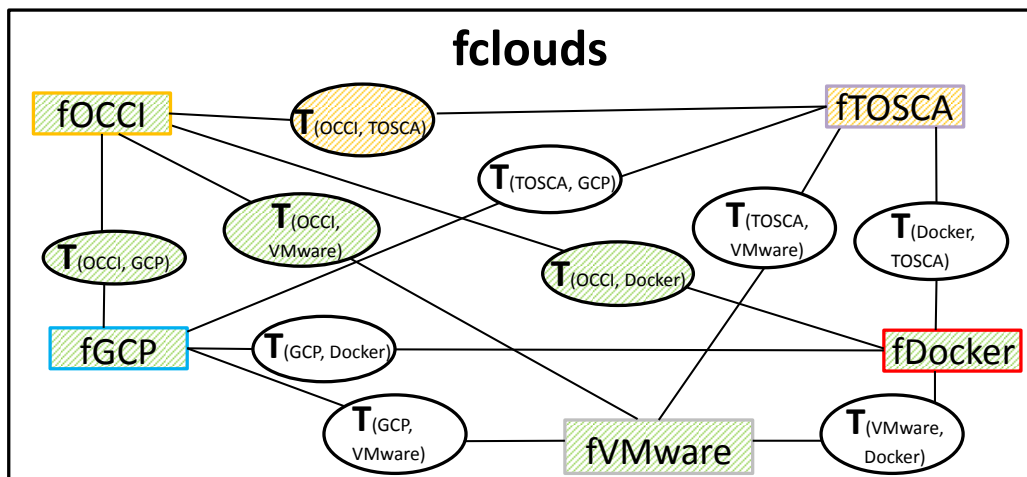 fclouds
fOCCI
T(OCCI, TOSCA)
fTOSCA
T(TOSCA, GCP)
T(OCCI,
VMware)
T(TOSCA,
VMware)
T(Docker,
TOSCA)
T(OCCI, GCP)
T(OCCI, Docker)
fGCP
T(GCP, Docker)
fDocker
T(GCP,
VMware)
fVMware
T(VMware,
Docker)